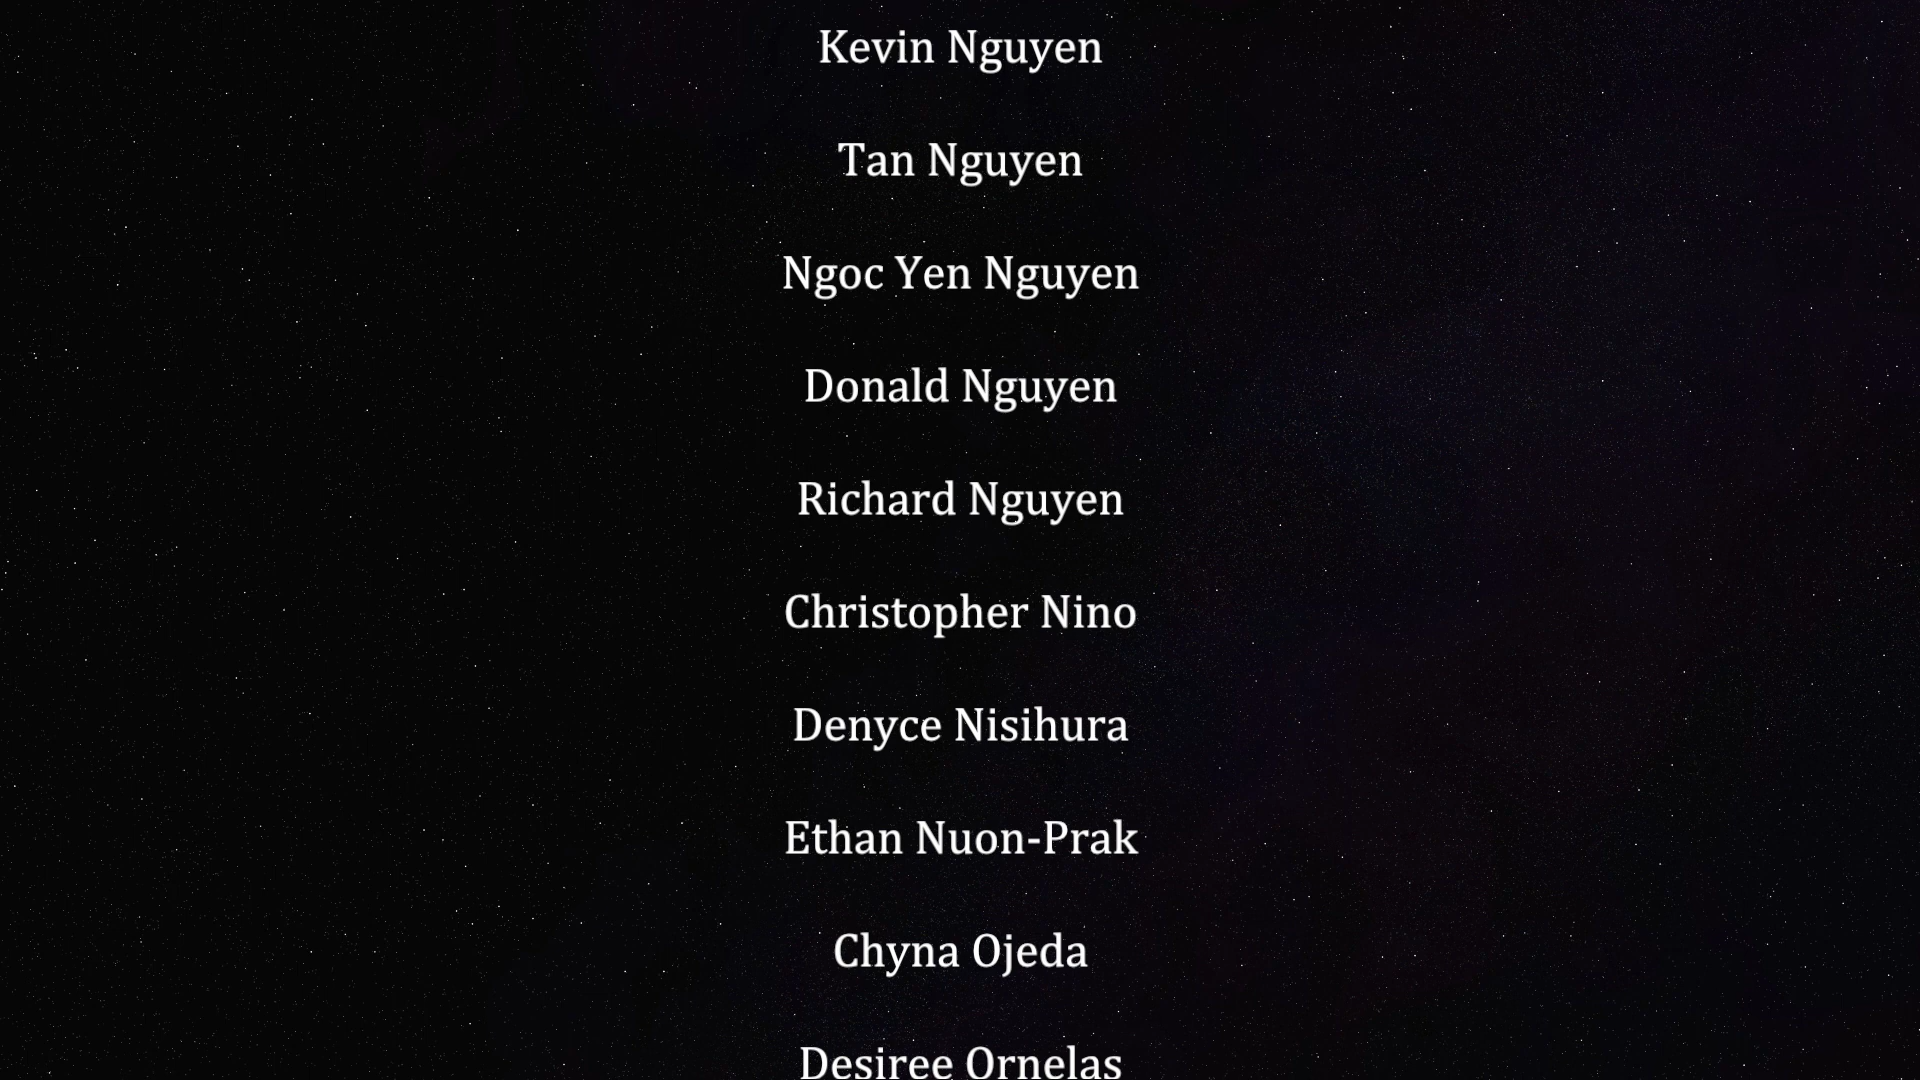 Kevin Nguyen
Tan Nguyen
Ngoc Yen Nguyen
Donald Nguyen
Richard Nguyen
Christopher Nino
Denyce Nisihura
Ethan Nuon-Prak
Chyna Ojeda
Desiree Ornelas